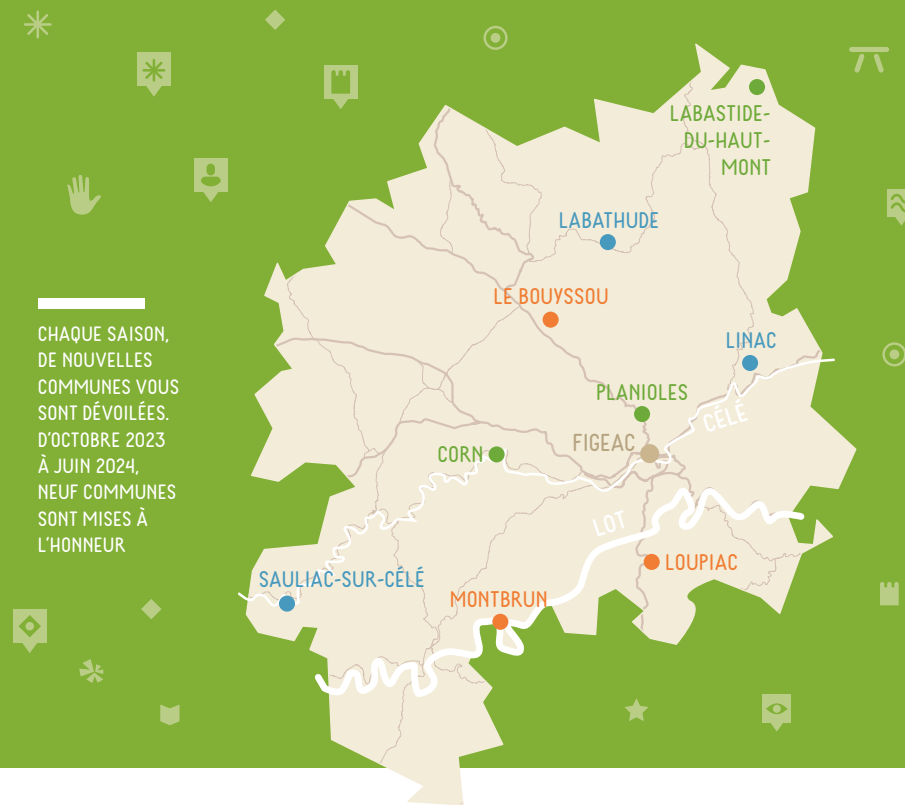 LABASTIDE-
DU-HAUT-
MONT
LABATHUDE
LE BOUYSSOU
CHAQUE SAISON,
DE NOUVELLES
COMMUNES VOUS
SONT DÉVOILÉES.
D'OCTOBRE 2023
À JUIN 2024,
NEUF COMMUNES
SONT MISES À
L'HONNEUR
LINAC
PLANIOLES
CÉLÉ
FIGEAC
CORN
LOT
LOUPIAC
SAULIAC-SUR-CÉLÉ
MONTBRUN